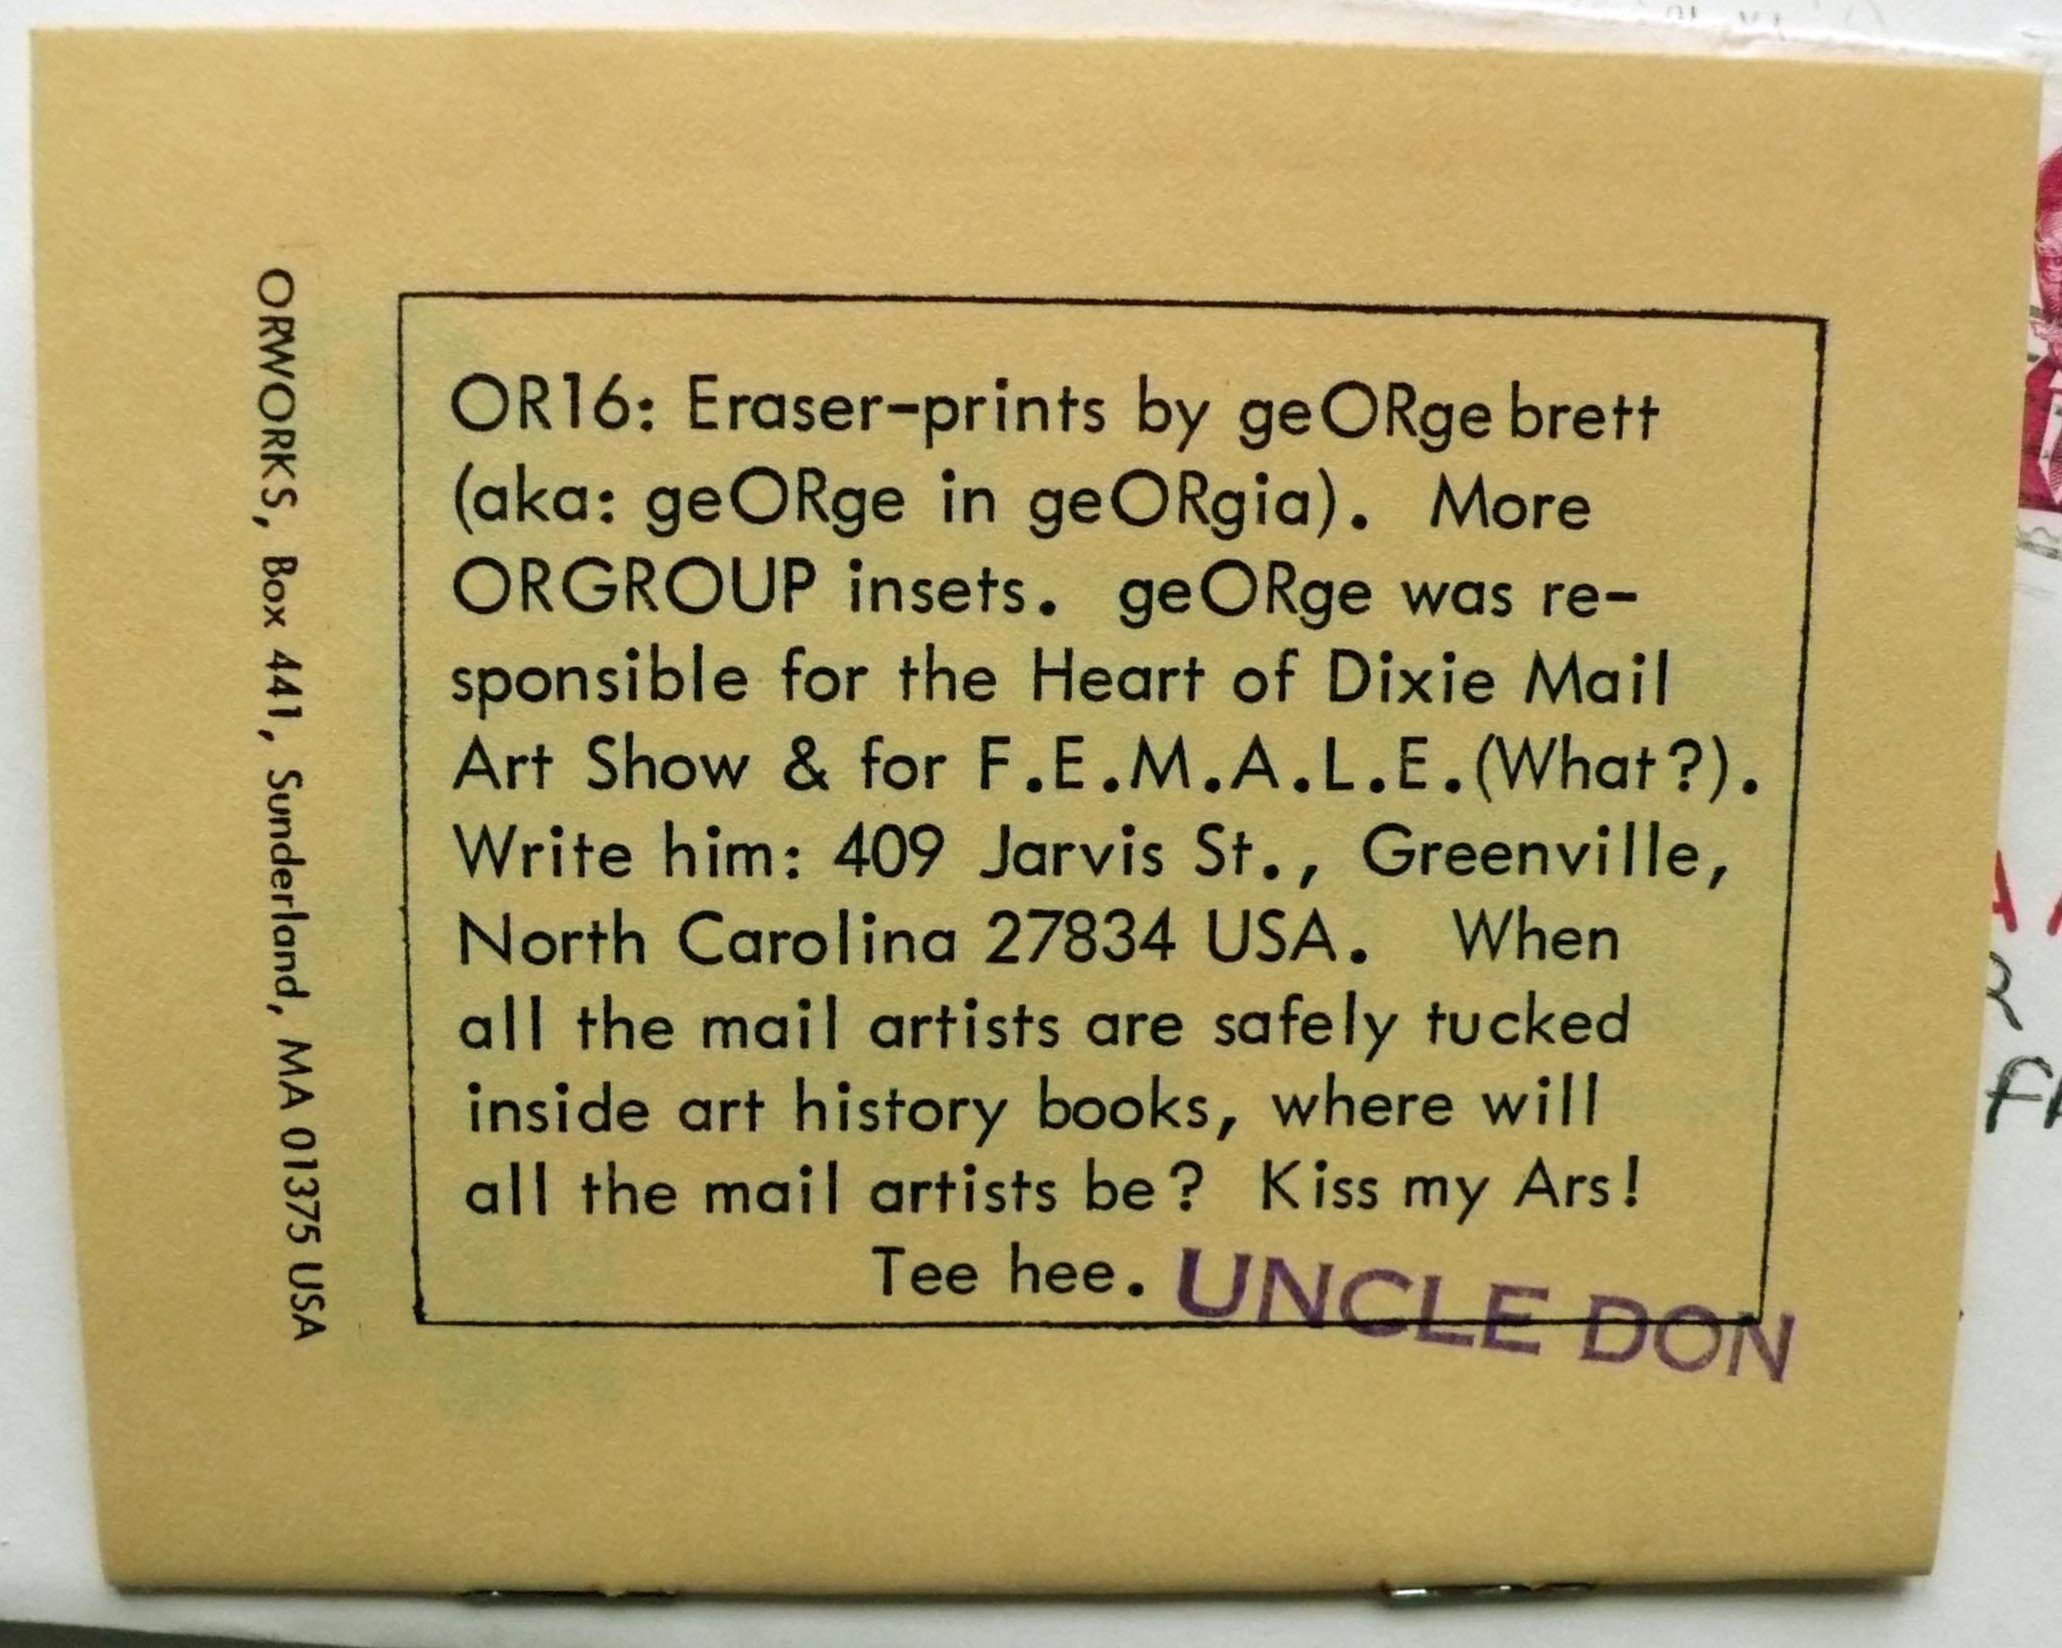 ORWORKS, Box 441, Sunderland, MA 01375 USA
OR16: Eraser-prints by geORge brett
(aka: geORge in geORgia). More
ORGROUP insets. geORge was re-
sponsible for the Heart of Dixie Mail
Art Show & for F.E.M.A.L.E.(What?).
Write him: 409 Jarvis St., Greenville,
North Carolina 27834 USA. When
all the mail artists are safely tucked
inside art history books, where will
all the mail artists be? Kiss my Ars!
Tee hee. UNCLE DON